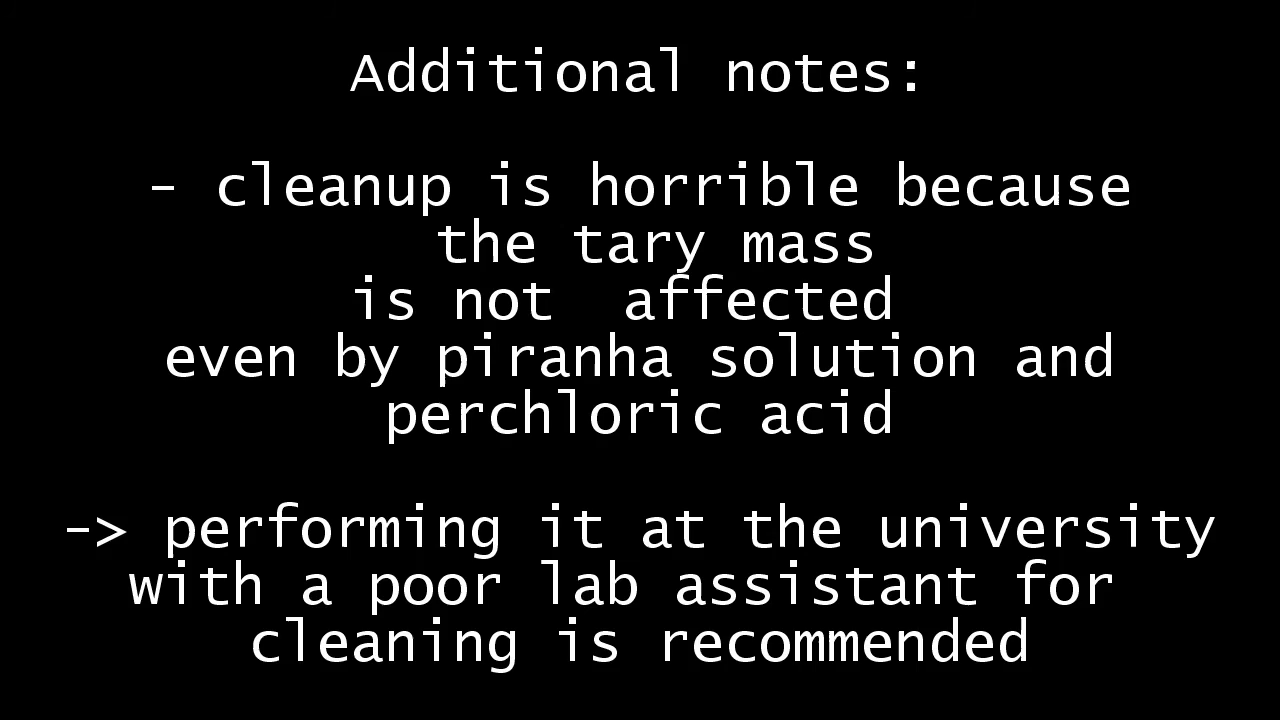 Additional notes:
- cleanup is horrible because
the tary mass
is not  affected
even by piranha solution and
perchloric acid
-> performing it at the university
with a poor lab assistant for
cleaning is recommended